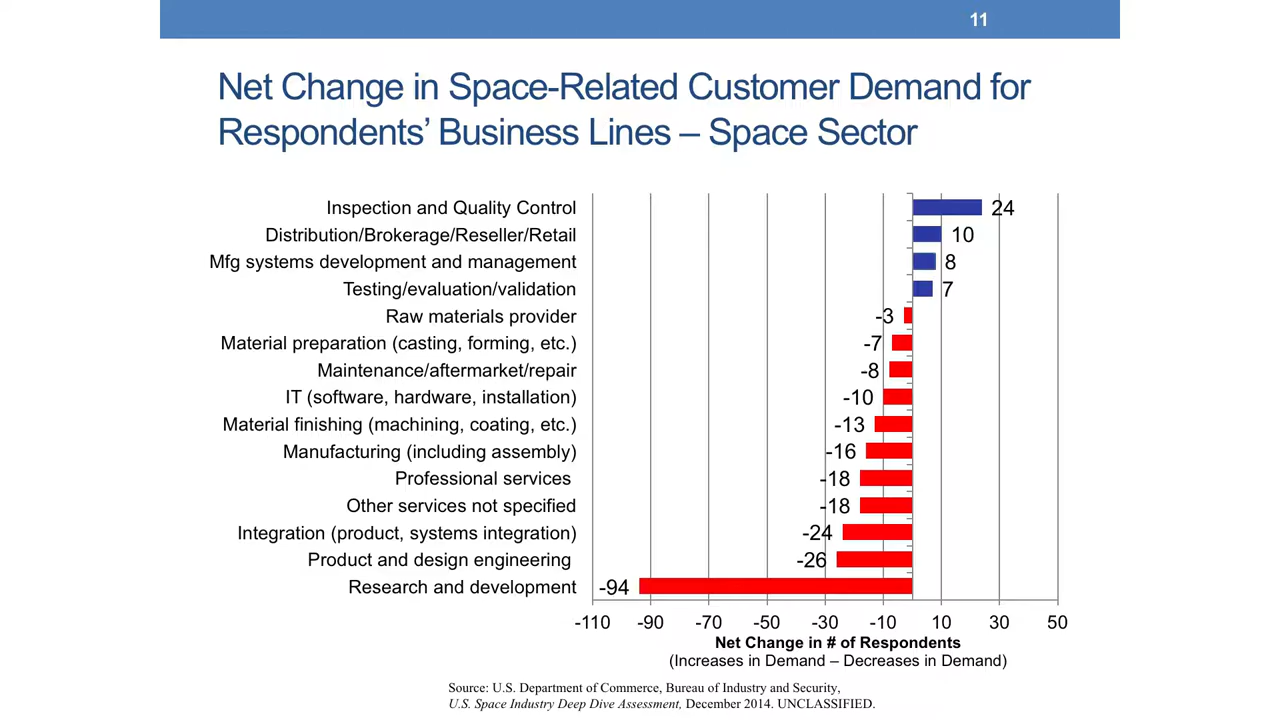 11
Net Change in Space-Related Customer Demand for
Respondents’ Business Lines – Space Sector
Inspection and Quality Control 24
Distribution/Brokerage/Reseller/Retail 10
Mfg systems development and management 8
Testing/evaluation/validation 7
Raw materials provider -3
Material preparation (casting, forming, etc.) -7
Maintenance/aftermarket/repair -8
IT (software, hardware, installation) -10
Material finishing (machining, coating, etc.) -13
Manufacturing (including assembly) -16
Professional services -18
Other services not specified -18
Integration (product, systems integration) -24
Product and design engineering -26
Research and development -94
-110 -90 -70 -50 -30 -10 10 30 50
Net Change in # of Respondents
(Increases in Demand – Decreases in Demand)
Source: U.S. Department of Commerce, Bureau of Industry and Security,
U.S. Space Industry Deep Dive Assessment, December 2014. UNCLASSIFIED.